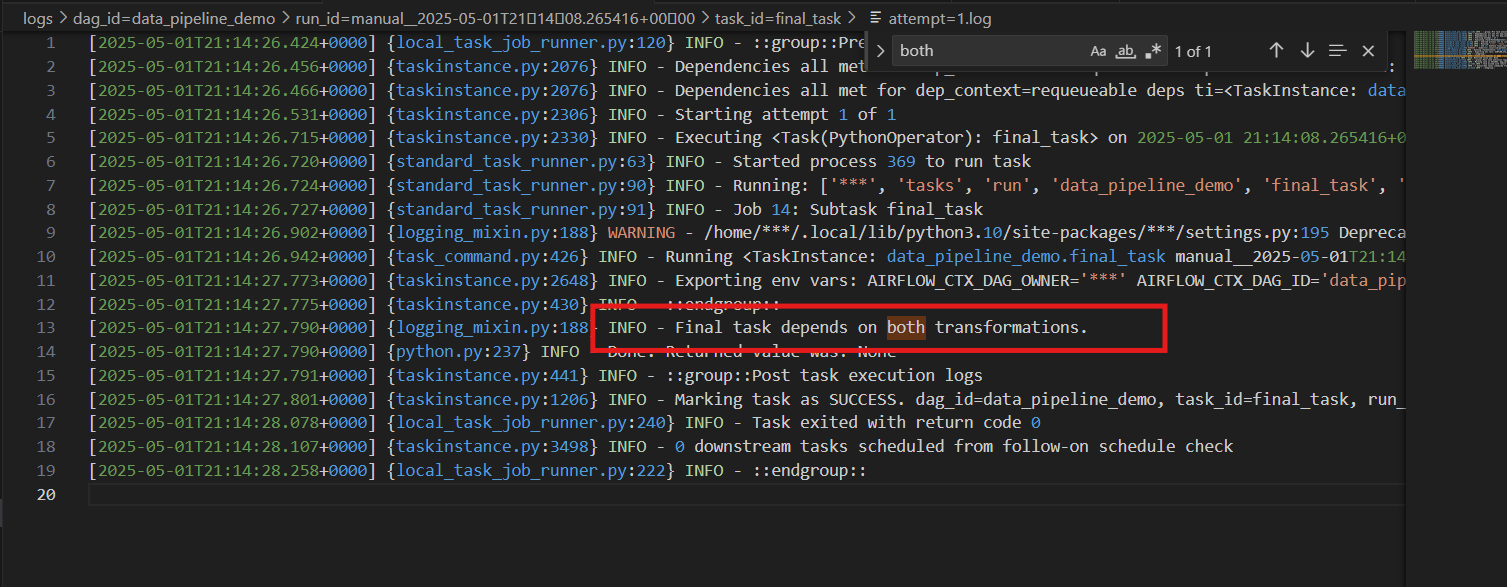 logs > dag_id=data_pipeline_demo > run_id=manual__2025-05-01T21▯14▯08.265416+00▯00 > task_id=final_task > attempt=1.log
both Aa ab .* 1 of 1
1 [2025-05-01T21:14:26.424+0000] {local_task_job_runner.py:120} INFO - ::group::Pre
2 [2025-05-01T21:14:26.456+0000] {taskinstance.py:2076} INFO - Dependencies all met
3 [2025-05-01T21:14:26.466+0000] {taskinstance.py:2076} INFO - Dependencies all met for dep_context=requeueable deps ti=<TaskInstance: data
4 [2025-05-01T21:14:26.531+0000] {taskinstance.py:2306} INFO - Starting attempt 1 of 1
5 [2025-05-01T21:14:26.715+0000] {taskinstance.py:2330} INFO - Executing <Task(PythonOperator): final_task> on 2025-05-01 21:14:08.265416+0
6 [2025-05-01T21:14:26.720+0000] {standard_task_runner.py:63} INFO - Started process 369 to run task
7 [2025-05-01T21:14:26.724+0000] {standard_task_runner.py:90} INFO - Running: ['***', 'tasks', 'run', 'data_pipeline_demo', 'final_task', '
8 [2025-05-01T21:14:26.727+0000] {standard_task_runner.py:91} INFO - Job 14: Subtask final_task
9 [2025-05-01T21:14:26.902+0000] {logging_mixin.py:188} WARNING - /home/***/.local/lib/python3.10/site-packages/***/settings.py:195 Depreca
10 [2025-05-01T21:14:26.942+0000] {task_command.py:426} INFO - Running <TaskInstance: data_pipeline_demo.final_task manual__2025-05-01T21:14
11 [2025-05-01T21:14:27.773+0000] {taskinstance.py:2648} INFO - Exporting env vars: AIRFLOW_CTX_DAG_OWNER='***' AIRFLOW_CTX_DAG_ID='data_pip
12 [2025-05-01T21:14:27.775+0000] {taskinstance.py:430} INFO - ::endgroup::
13 [2025-05-01T21:14:27.790+0000] {logging_mixin.py:188} INFO - Final task depends on both transformations.
14 [2025-05-01T21:14:27.790+0000] {python.py:237} INFO - Done. Returned value was: None
15 [2025-05-01T21:14:27.791+0000] {taskinstance.py:441} INFO - ::group::Post task execution logs
16 [2025-05-01T21:14:27.801+0000] {taskinstance.py:1206} INFO - Marking task as SUCCESS. dag_id=data_pipeline_demo, task_id=final_task, run_
17 [2025-05-01T21:14:28.078+0000] {local_task_job_runner.py:240} INFO - Task exited with return code 0
18 [2025-05-01T21:14:28.107+0000] {taskinstance.py:3498} INFO - 0 downstream tasks scheduled from follow-on schedule check
19 [2025-05-01T21:14:28.258+0000] {local_task_job_runner.py:222} INFO - ::endgroup::
20